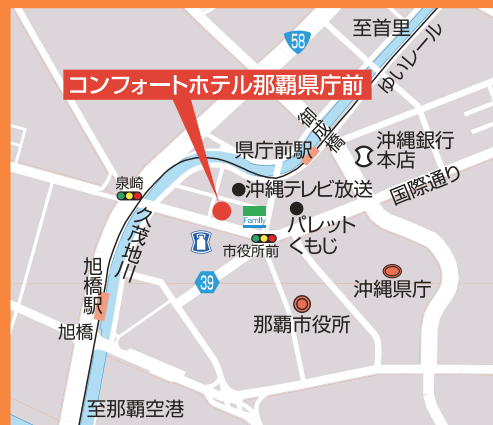 至首里
58
ゆいレール
コンフォートホテル那覇県庁前
御成橋
県庁前駅
沖縄銀行
本店
泉崎
沖縄テレビ放送
国際通り
Family
パレット
くもじ
久茂地川
市役所前
旭橋駅
39
沖縄県庁
那覇市役所
旭橋
至那覇空港